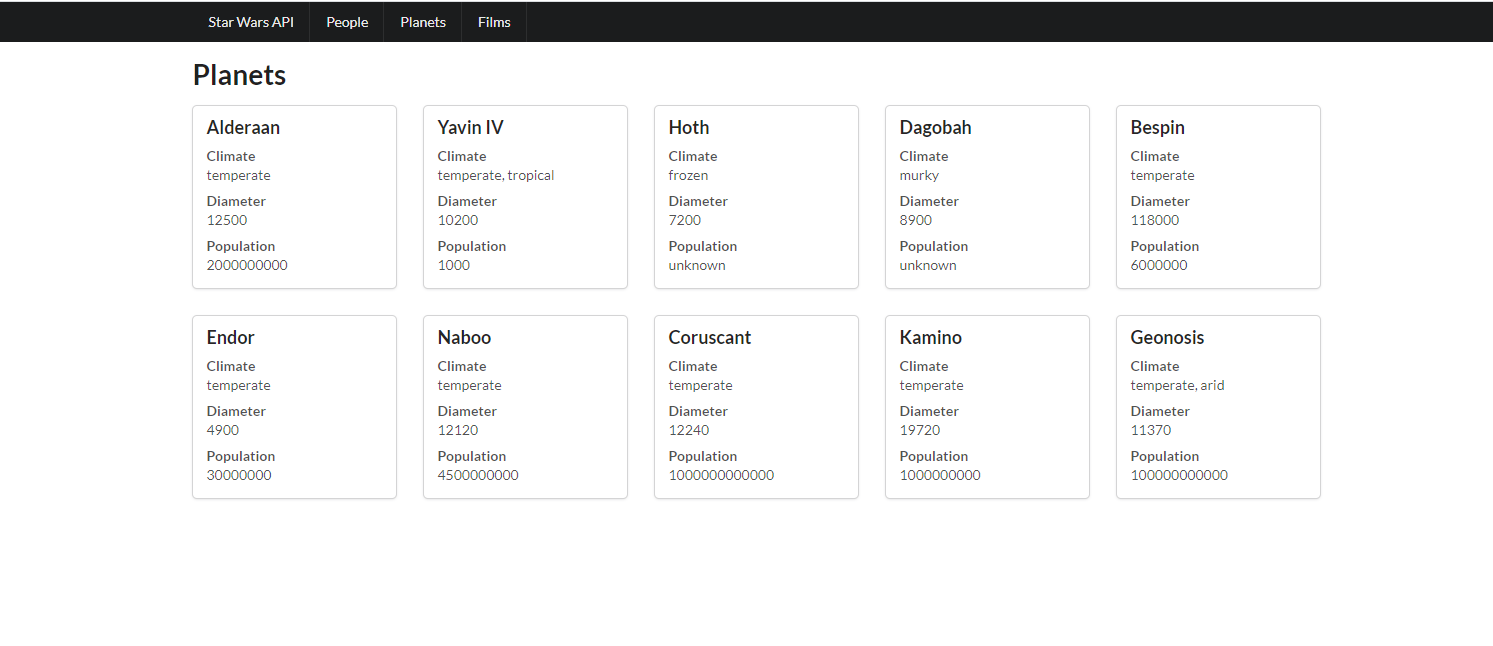 Star Wars API People Planets Films
Planets
Alderaan
Climate
temperate
Diameter
12500
Population
2000000000
Yavin IV
Climate
temperate, tropical
Diameter
10200
Population
1000
Hoth
Climate
frozen
Diameter
7200
Population
unknown
Dagobah
Climate
murky
Diameter
8900
Population
unknown
Bespin
Climate
temperate
Diameter
118000
Population
6000000
Endor
Climate
temperate
Diameter
4900
Population
30000000
Naboo
Climate
temperate
Diameter
12120
Population
4500000000
Coruscant
Climate
temperate
Diameter
12240
Population
1000000000000
Kamino
Climate
temperate
Diameter
19720
Population
1000000000
Geonosis
Climate
temperate, arid
Diameter
11370
Population
100000000000